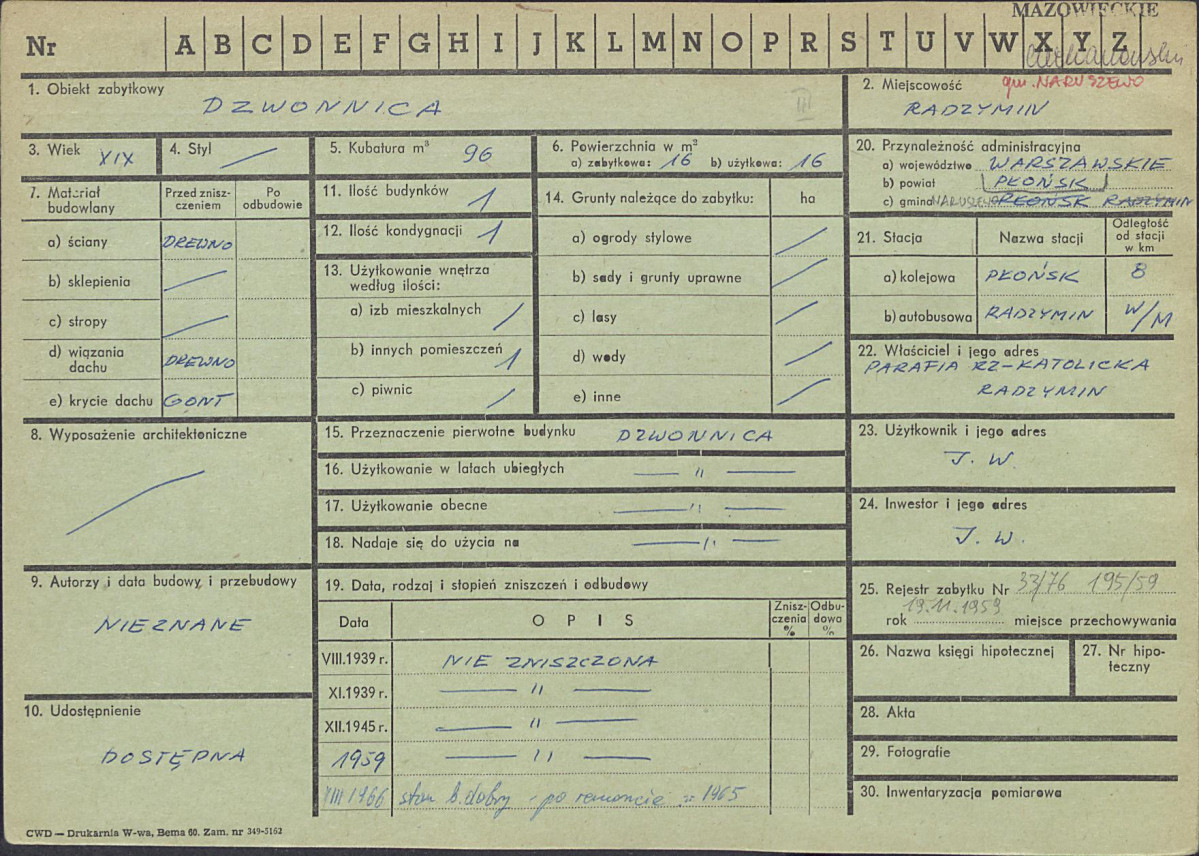 MAZOWIECKIE
Nr A B C D E F G H I J K L M N O P R S T U V W X Y Z
Ciechanowski
1. Obiekt zabytkowy
DZWONNICA
III
2. Miejscowość
gm. NARUSZEWO
RADZYMIN
3. Wiek XIX
4. Styl
5. Kubatura m³ 96
6. Powierzchnia w m²
a) zabytkowa: 16 b) użytkowa: 16
7. Materiał budowlany
Przed zniszczeniem
Po odbudowie
a) ściany DREWNO
b) sklepienia
c) stropy
d) wiązania dachu DREWNO
e) krycie dachu GONT
8. Wyposażenie architektoniczne
9. Autorzy i data budowy i przebudowy
NIEZNANE
10. Udostępnienie
DOSTĘPNA
11. Ilość budynków 1
12. Ilość kondygnacji 1
13. Użytkowanie wnętrza
według ilości:
a) izb mieszkalnych
b) innych pomieszczeń 1
c) piwnic
14. Grunty należące do zabytku: ha
a) ogrody stylowe
b) sady i grunty uprawne
c) lasy
d) wody
e) inne
15. Przeznaczenie pierwotne budynku DZWONNICA
16. Użytkowanie w latach ubiegłych — " —
17. Użytkowanie obecne — " —
18. Nadaje się do użycia na — " —
19. Data, rodzaj i stopień zniszczeń i odbudowy
Data OPIS Zniszczenia % Odbudowa %
VIII.1939 r. NIE ZNISZCZONA
XI.1939 r. — " —
XII.1945 r. — " —
1959 — " —
XII 1966 stan b. dobry - po remoncie z 1965
20. Przynależność administracyjna
a) województwo WARSZAWSKIE
b) powiat PŁOŃSK
c) gmina NARUSZEWO PŁOŃSK RADZYMIN
21. Stacja Nazwa stacji Odległość od stacji w km
a) kolejowa PŁOŃSK 8
b) autobusowa RADZYMIN W/M
22. Właściciel i jego adres
PARAFIA RZ-KATOLICKA
RADZYMIN
23. Użytkownik i jego adres
J. W.
24. Inwestor i jego adres
J. W.
25. Rejestr zabytku Nr 33/76 195/59
rok 19.11.1959 miejsce przechowywania
26. Nazwa księgi hipotecznej
27. Nr hipoteczny
28. Akta
29. Fotografie
30. Inwentaryzacja pomiarowa
CWD — Drukarnia W-wa, Bema 60. Zam. nr 349-5162